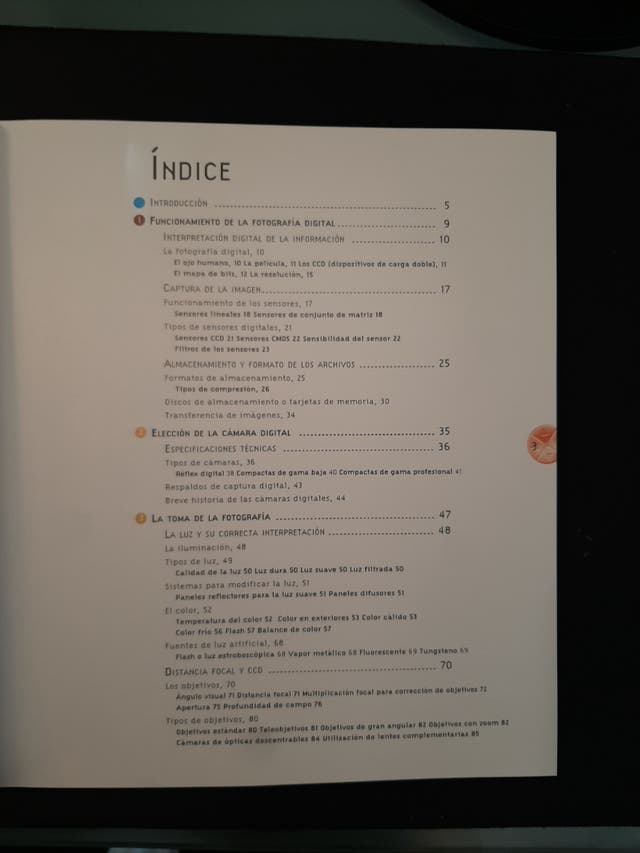 ÍNDICE
INTRODUCCIÓN ........ 5
1 FUNCIONAMIENTO DE LA FOTOGRAFÍA DIGITAL ........ 9
INTERPRETACIÓN DIGITAL DE LA INFORMACIÓN ........ 10
La fotografía digital, 10
El ojo humano, 10 La película, 11 Los CCD (dispositivos de carga doble), 11
El mapa de bits, 12 La resolución, 15
CAPTURA DE LA IMAGEN ........ 17
Funcionamiento de los sensores, 17
Sensores lineales 18 Sensores de conjunto de matriz 18
Tipos de sensores digitales, 21
Sensores CCD 21 Sensores CMOS 22 Sensibilidad del sensor 22
Filtros de los sensores 23
ALMACENAMIENTO Y FORMATO DE LOS ARCHIVOS ........ 25
Formatos de almacenamiento, 25
Tipos de compresión, 26
Discos de almacenamiento o tarjetas de memoria, 30
Transferencia de imágenes, 34
2 ELECCIÓN DE LA CÁMARA DIGITAL ........ 35
ESPECIFICACIONES TÉCNICAS ........ 36
Tipos de cámaras, 36
Réflex digital 38 Compactas de gama baja 40 Compactas de gama profesional 41
Respaldos de captura digital, 43
Breve historia de las cámaras digitales, 44
3 LA TOMA DE LA FOTOGRAFÍA ........ 47
LA LUZ Y SU CORRECTA INTERPRETACIÓN ........ 48
La iluminación, 48
Tipos de luz, 49
Calidad de la luz 50 Luz dura 50 Luz suave 50 Luz filtrada 50
Sistemas para modificar la luz, 51
Paneles reflectores para la luz suave 51 Paneles difusores 51
El color, 52
Temperatura del color 52 Color en exteriores 53 Color cálido 53
Color frío 56 Flash 57 Balance de color 57
Fuentes de luz artificial, 68
Flash o luz estroboscópica 68 Vapor metálico 68 Fluorescente 69 Tungsteno 69
DISTANCIA FOCAL Y CCD ........ 70
Los objetivos, 70
Ángulo visual 71 Distancia focal 71 Multiplicación focal para corrección de objetivos 72
Apertura 75 Profundidad de campo 76
Tipos de objetivos, 80
Objetivos estándar 80 Teleobjetivos 81 Objetivos de gran angular 82 Objetivos con zoom 82
Cámaras de ópticas descentrables 84 Utilización de lentes complementarias 85
3